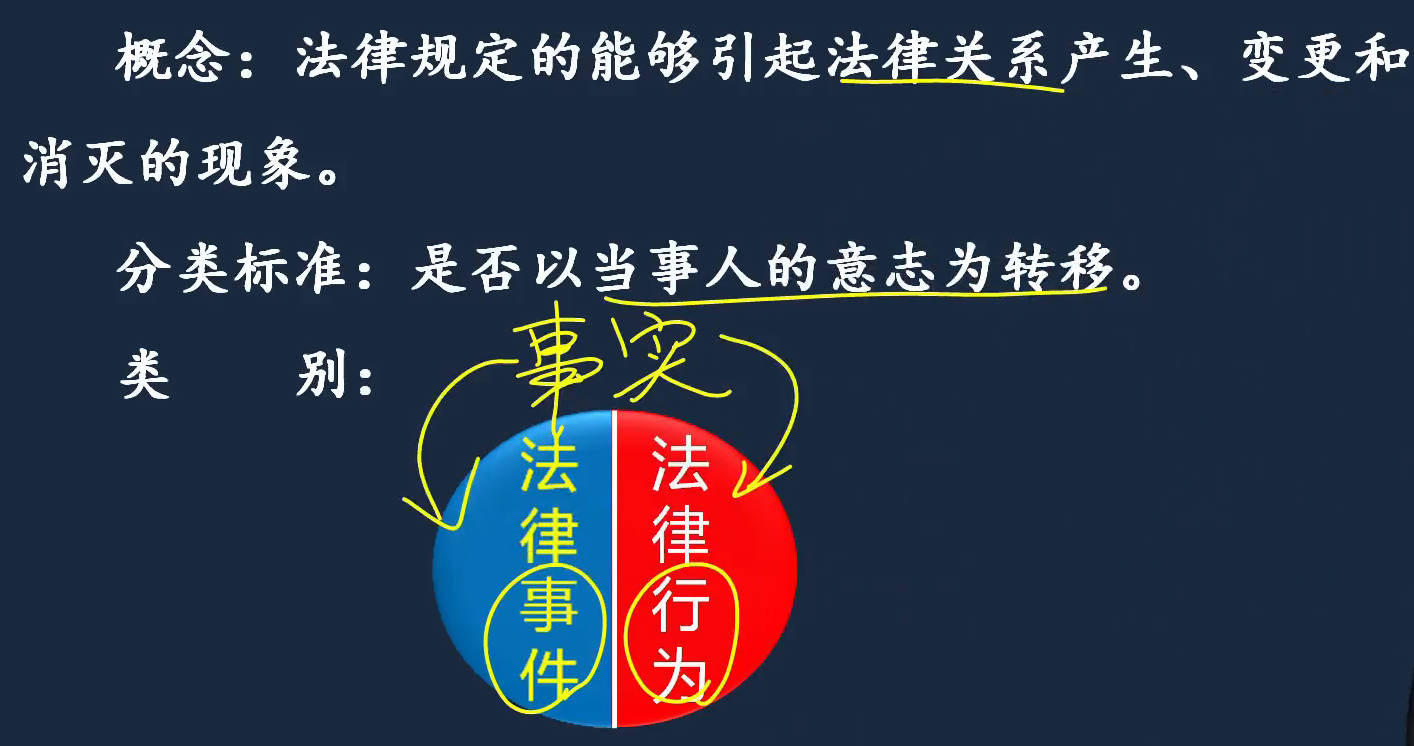 概念：法律规定的能够引起法律关系产生、变更和
消灭的现象。
分类标准：是否以当事人的意志为转移。
类 别：
事实
法律事件
法律行为